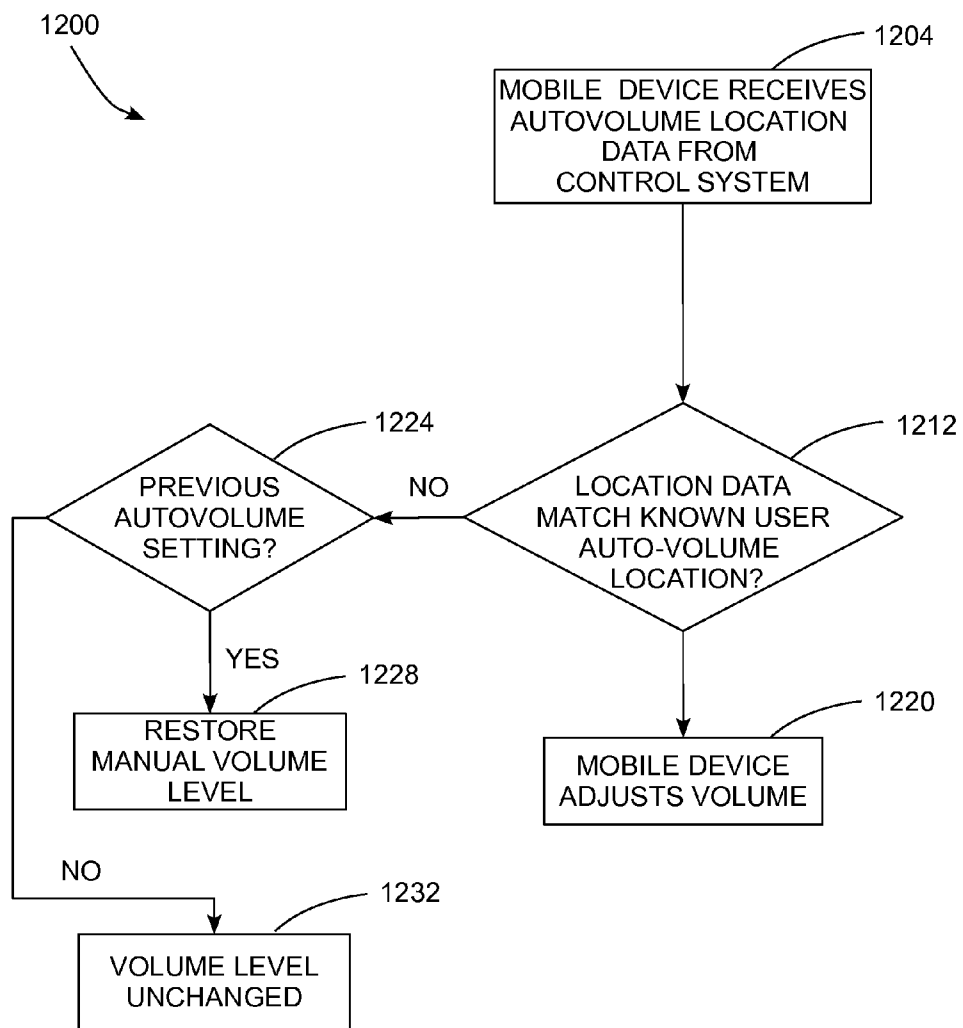 1200
1204
MOBILE DEVICE RECEIVES
AUTOVOLUME LOCATION
DATA FROM
CONTROL SYSTEM
1212
LOCATION DATA
MATCH KNOWN USER
AUTO-VOLUME
LOCATION?
NO
1224
PREVIOUS
AUTOVOLUME
SETTING?
YES
1228
RESTORE
MANUAL VOLUME
LEVEL
1220
MOBILE DEVICE
ADJUSTS VOLUME
NO
1232
VOLUME LEVEL
UNCHANGED